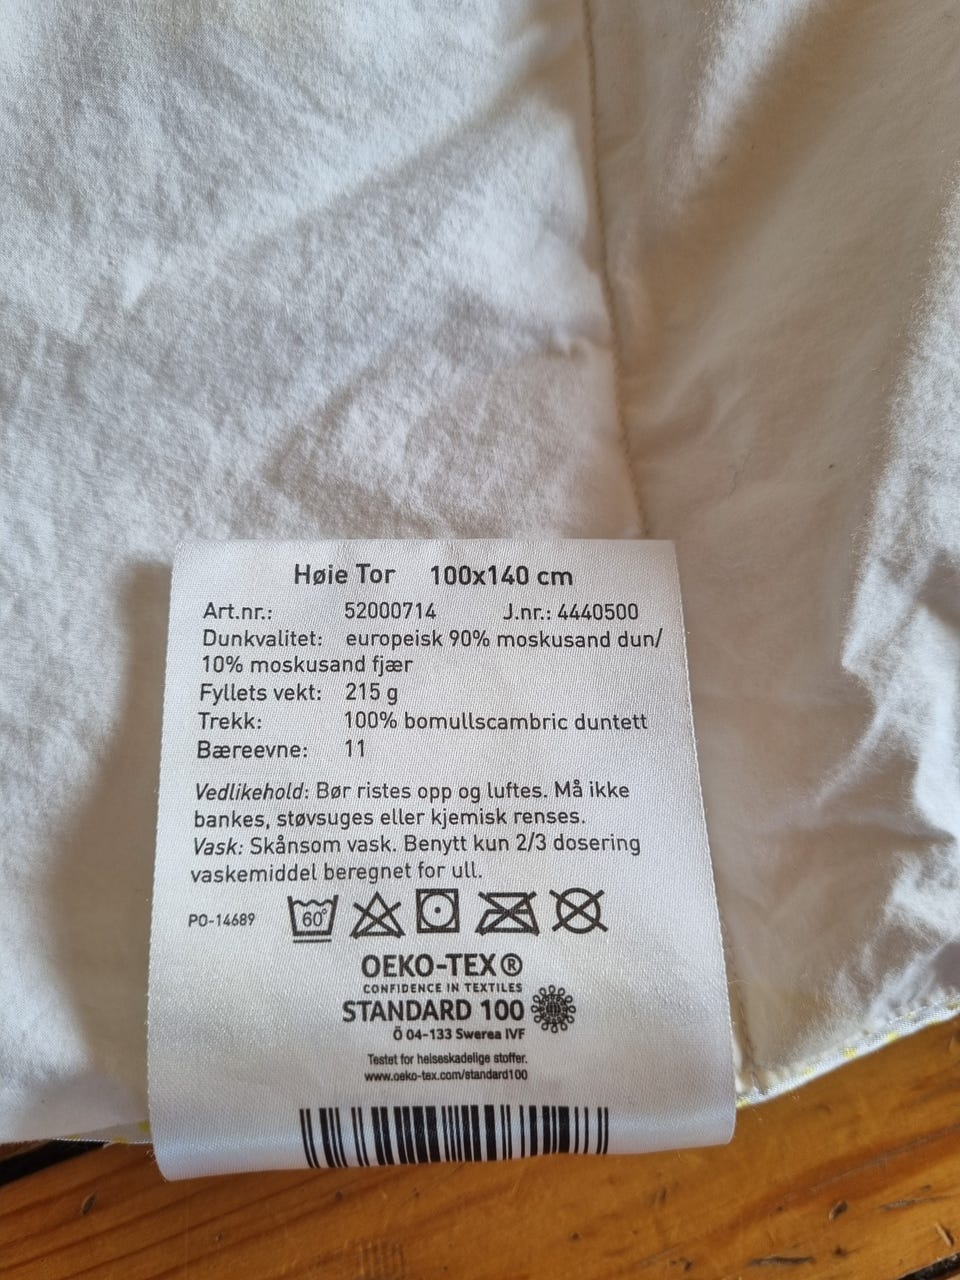 Høie Tor 100x140 cm
Art.nr.: 52000714 J.nr.: 4440500
Dunkvalitet: europeisk 90% moskusand dun/
10% moskusand fjær
Fyllets vekt: 215 g
Trekk: 100% bomullscambric duntett
Bæreevne: 11
Vedlikehold: Bør ristes opp og luftes. Må ikke
bankes, støvsuges eller kjemisk renses.
Vask: Skånsom vask. Benytt kun 2/3 dosering
vaskemiddel beregnet for ull.
PO-14689 60°
OEKO-TEX®
CONFIDENCE IN TEXTILES
STANDARD 100
Ö 04-133 Swerea IVF
Testet for helseskadelige stoffer.
www.oeko-tex.com/standard100